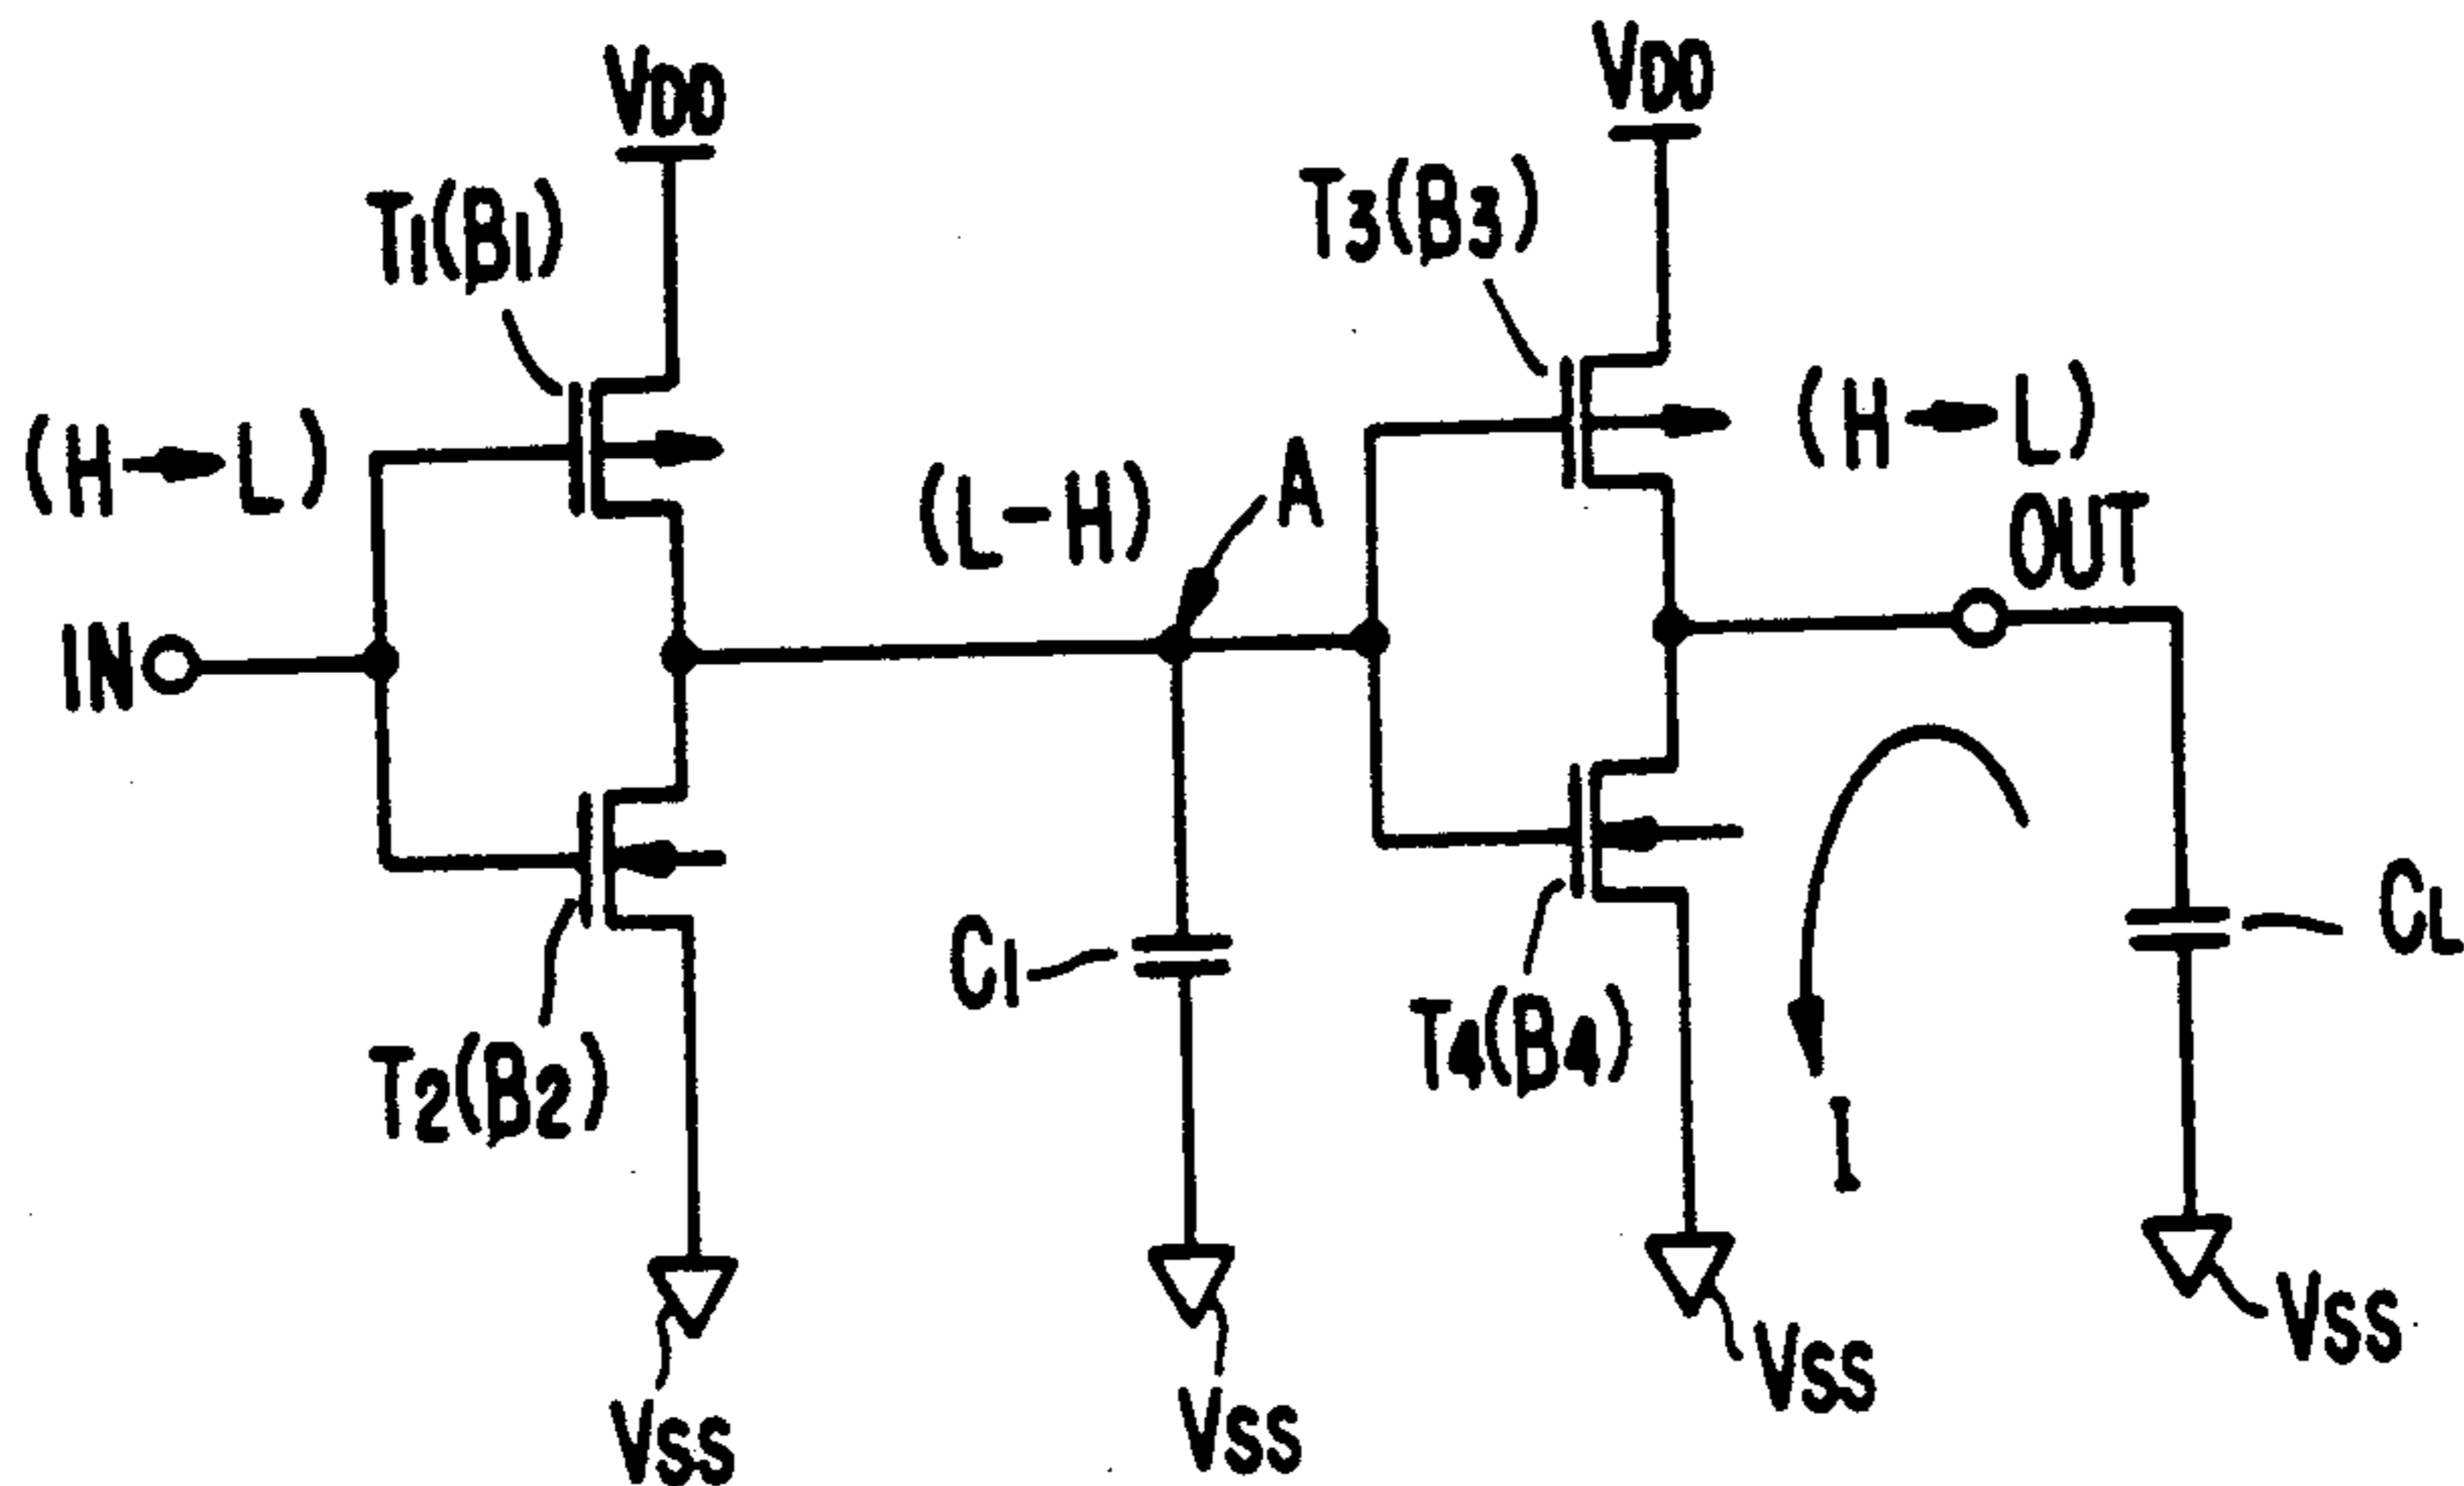 VDD
VDD
T1(B1)
T3(B3)
(H→L)
(H→L)
(L-H)
A
OUT
IN
C1
CL
T4(B4)
T2(B2)
I
VSS
VSS
VSS
VSS